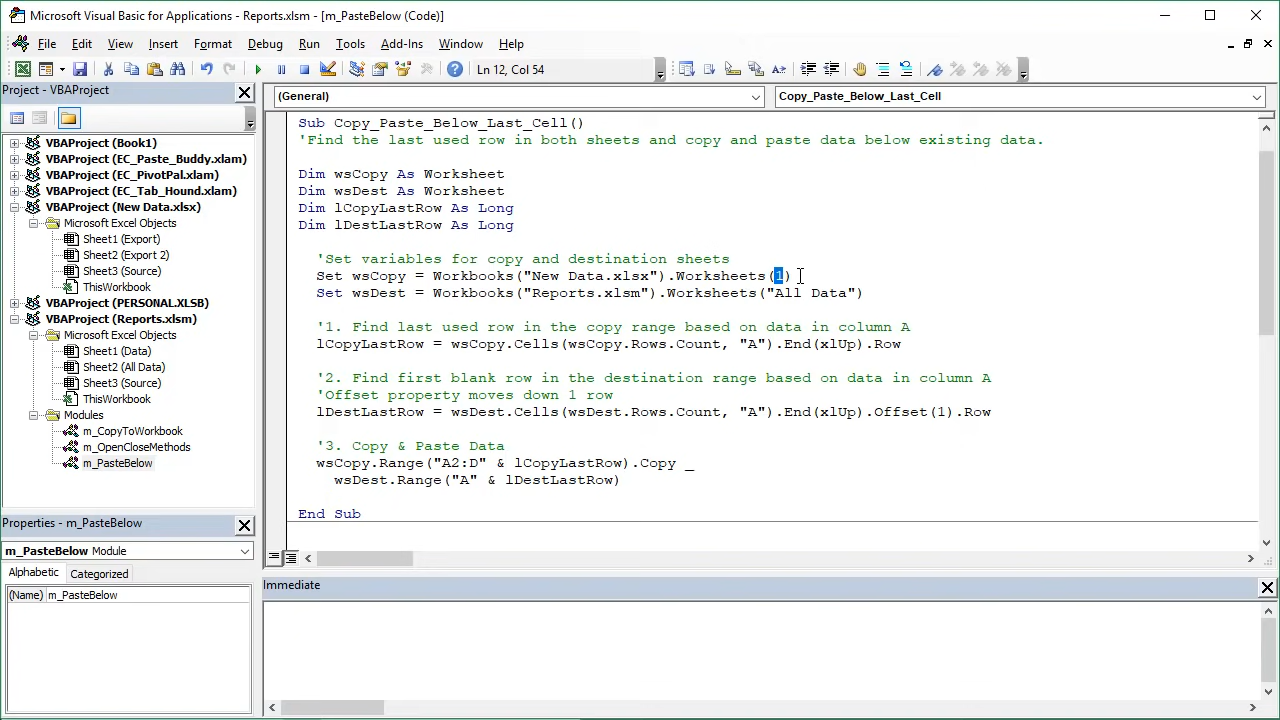 Microsoft Visual Basic for Applications - Reports.xlsm - [m_PasteBelow (Code)]
File Edit View Insert Format Debug Run Tools Add-Ins Window Help
Ln 12, Col 54
Project - VBAProject
VBAProject (Book1)
VBAProject (EC_Paste_Buddy.xlam)
VBAProject (EC_PivotPal.xlam)
VBAProject (EC_Tab_Hound.xlam)
VBAProject (New Data.xlsx)
Microsoft Excel Objects
Sheet1 (Export)
Sheet2 (Export 2)
Sheet3 (Source)
ThisWorkbook
VBAProject (PERSONAL.XLSB)
VBAProject (Reports.xlsm)
Microsoft Excel Objects
Sheet1 (Data)
Sheet2 (All Data)
Sheet3 (Source)
ThisWorkbook
Modules
m_CopyToWorkbook
m_OpenCloseMethods
m_PasteBelow
Properties - m_PasteBelow
m_PasteBelow Module
Alphabetic Categorized
(Name) m_PasteBelow
(General) Copy_Paste_Below_Last_Cell
Sub Copy_Paste_Below_Last_Cell()
'Find the last used row in both sheets and copy and paste data below existing data.
Dim wsCopy As Worksheet
Dim wsDest As Worksheet
Dim lCopyLastRow As Long
Dim lDestLastRow As Long
'Set variables for copy and destination sheets
Set wsCopy = Workbooks("New Data.xlsx").Worksheets(1)
Set wsDest = Workbooks("Reports.xlsm").Worksheets("All Data")
'1. Find last used row in the copy range based on data in column A
lCopyLastRow = wsCopy.Cells(wsCopy.Rows.Count, "A").End(xlUp).Row
'2. Find first blank row in the destination range based on data in column A
'Offset property moves down 1 row
lDestLastRow = wsDest.Cells(wsDest.Rows.Count, "A").End(xlUp).Offset(1).Row
'3. Copy & Paste Data
wsCopy.Range("A2:D" & lCopyLastRow).Copy _
wsDest.Range("A" & lDestLastRow)
End Sub
Immediate